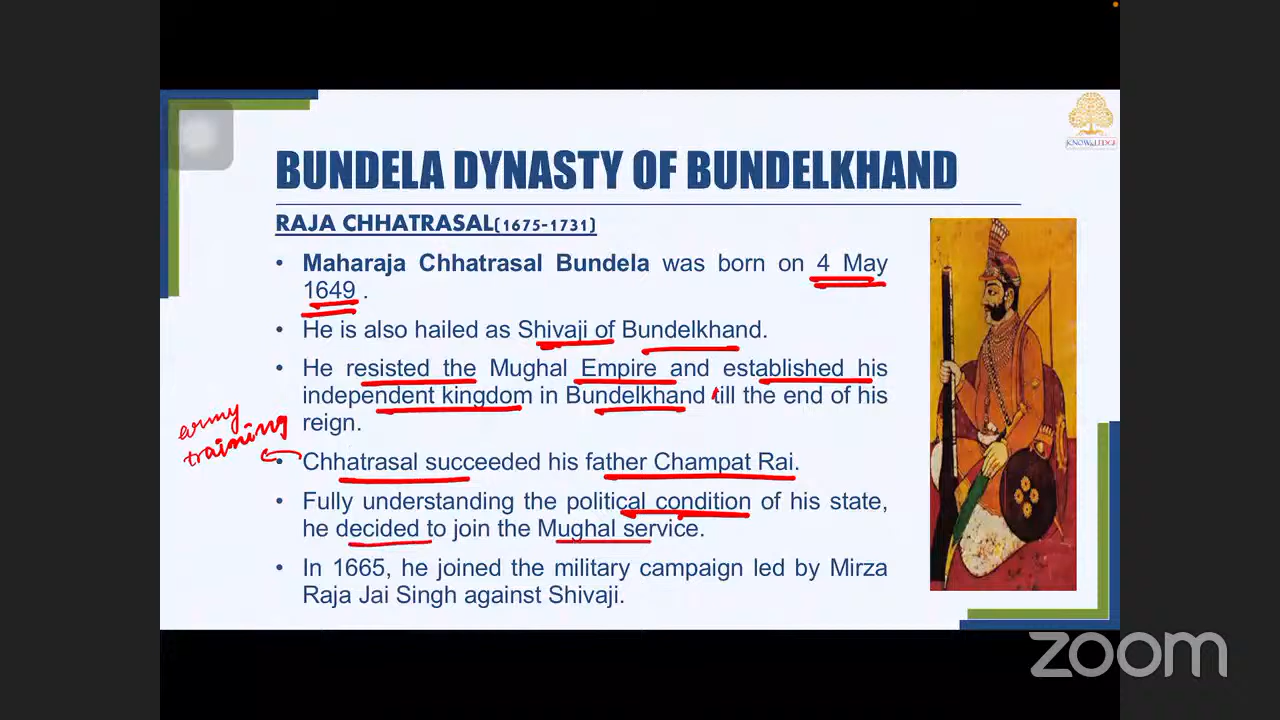 KNOWLEDGE
BUNDELA DYNASTY OF BUNDELKHAND
RAJA CHHATRASAL(1675-1731)
• Maharaja Chhatrasal Bundela was born on 4 May
1649 .
• He is also hailed as Shivaji of Bundelkhand.
• He resisted the Mughal Empire and established his
independent kingdom in Bundelkhand till the end of his
reign.
army
training
• Chhatrasal succeeded his father Champat Rai.
• Fully understanding the political condition of his state,
he decided to join the Mughal service.
• In 1665, he joined the military campaign led by Mirza
Raja Jai Singh against Shivaji.
zoom